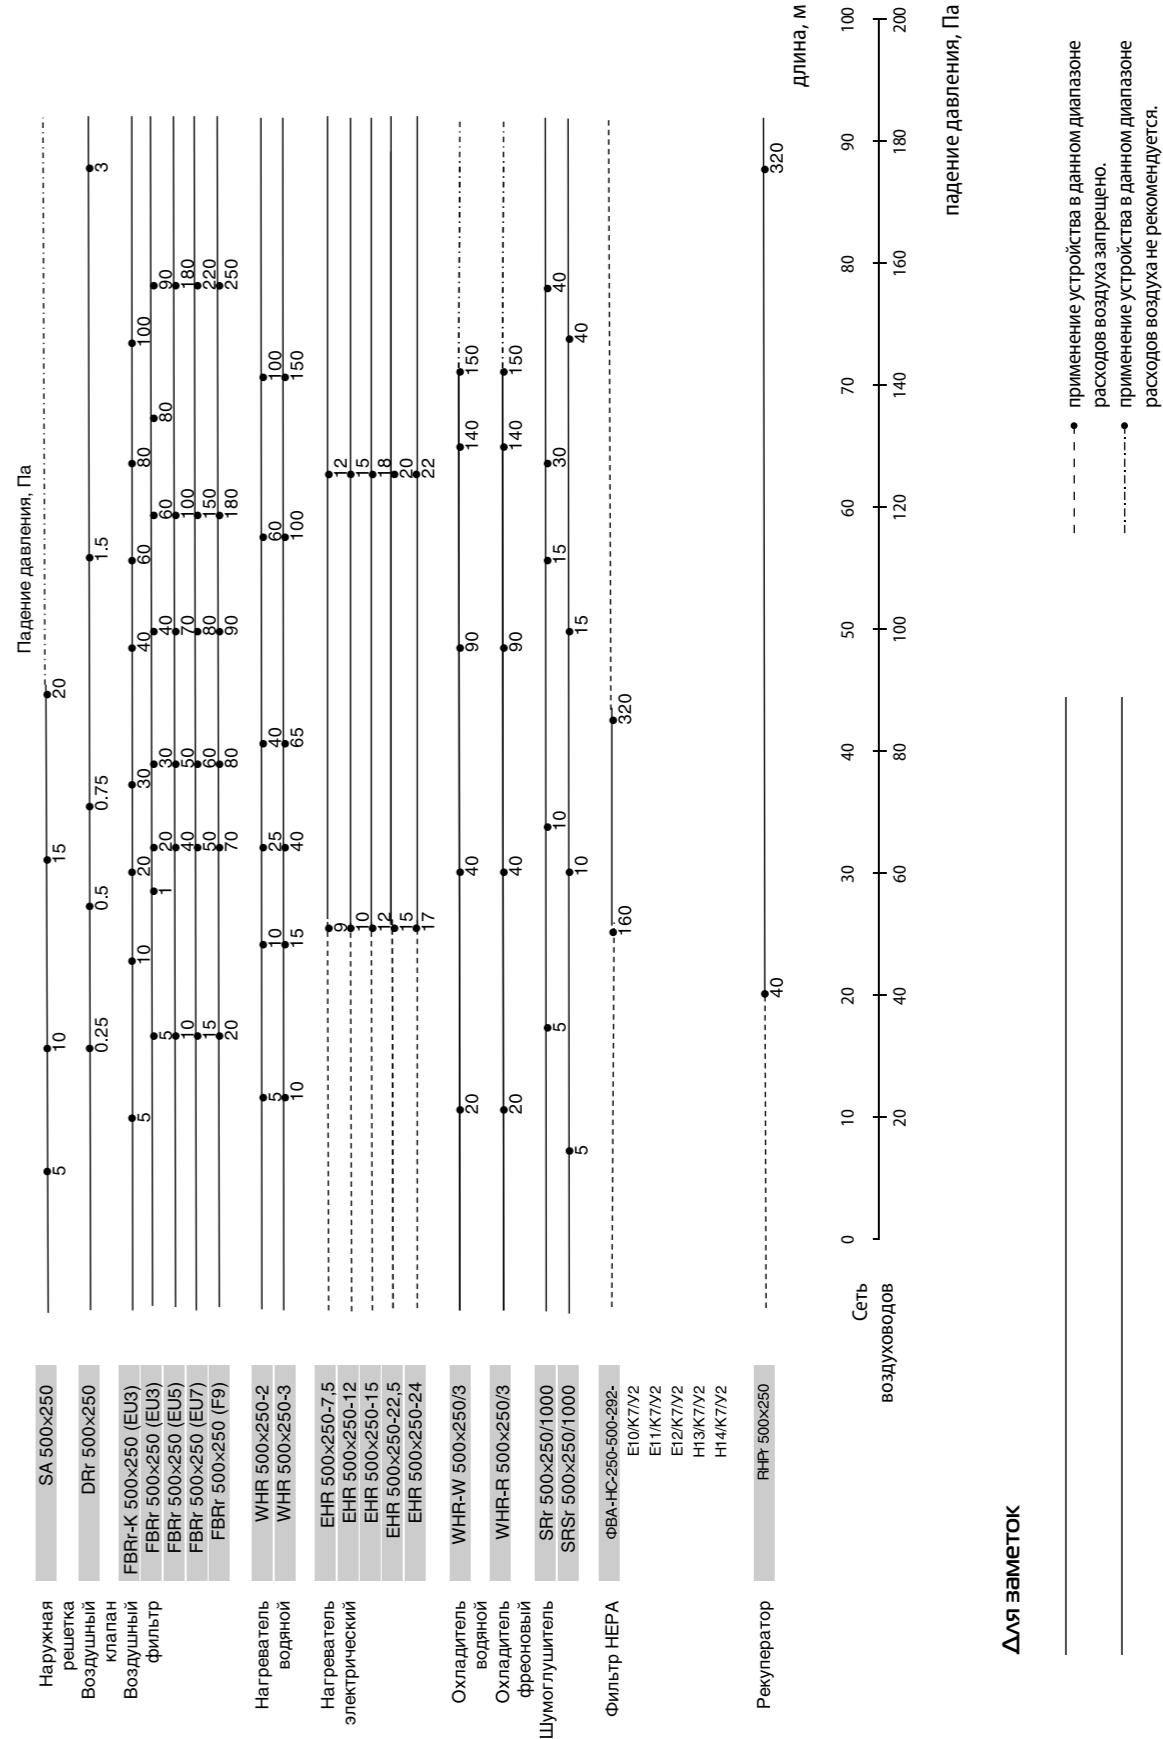 Падение давления, Па
Наружная
решетка
SA 500×250
5 10 15 20
Воздушный
клапан
DRr 500×250
0.25 0.5 0.75 1.5 3
Воздушный
фильтр
FBRr-K 500×250 (EU3)
5 10 20 30 40 60 80 100
FBRr 500×250 (EU3)
5 1 20 30 40 60 80 90
FBRr 500×250 (EU5)
10 40 50 70 100 180
FBRr 500×250 (EU7)
15 50 60 80 150 220
FBRr 500×250 (F9)
20 70 80 90 180 250
Нагреватель
водяной
WHR 500×250-2
5 10 25 40 60 100
WHR 500×250-3
10 15 40 65 100 150
Нагреватель
электрический
EHR 500×250-7,5
9 12
EHR 500×250-12
10 15
EHR 500×250-15
12 18
EHR 500×250-22,5
15 20
EHR 500×250-24
17 22
Охладитель
водяной
WHR-W 500×250/3
20 40 90 140 150
Охладитель
фреоновый
WHR-R 500×250/3
20 40 90 140 150
Шумоглушитель
SRr 500×250/1000
5 10 15 30 40
SRSr 500×250/1000
5 10 15 40
Фильтр HEPA
ФВА-НС-250-500-292-
160 320
E10/K7/У2
E11/K7/У2
E12/K7/У2
H13/K7/У2
H14/K7/У2
Рекуператор
RHPr 500×250
40 320
длина, м
Сеть
воздуховодов
0 10 20 30 40 50 60 70 80 90 100
20 40 60 80 100 120 140 160 180 200
падение давления, Па
применение устройства в данном диапазоне
расходов воздуха запрещено.
применение устройства в данном диапазоне
расходов воздуха не рекомендуется.
Для заметок